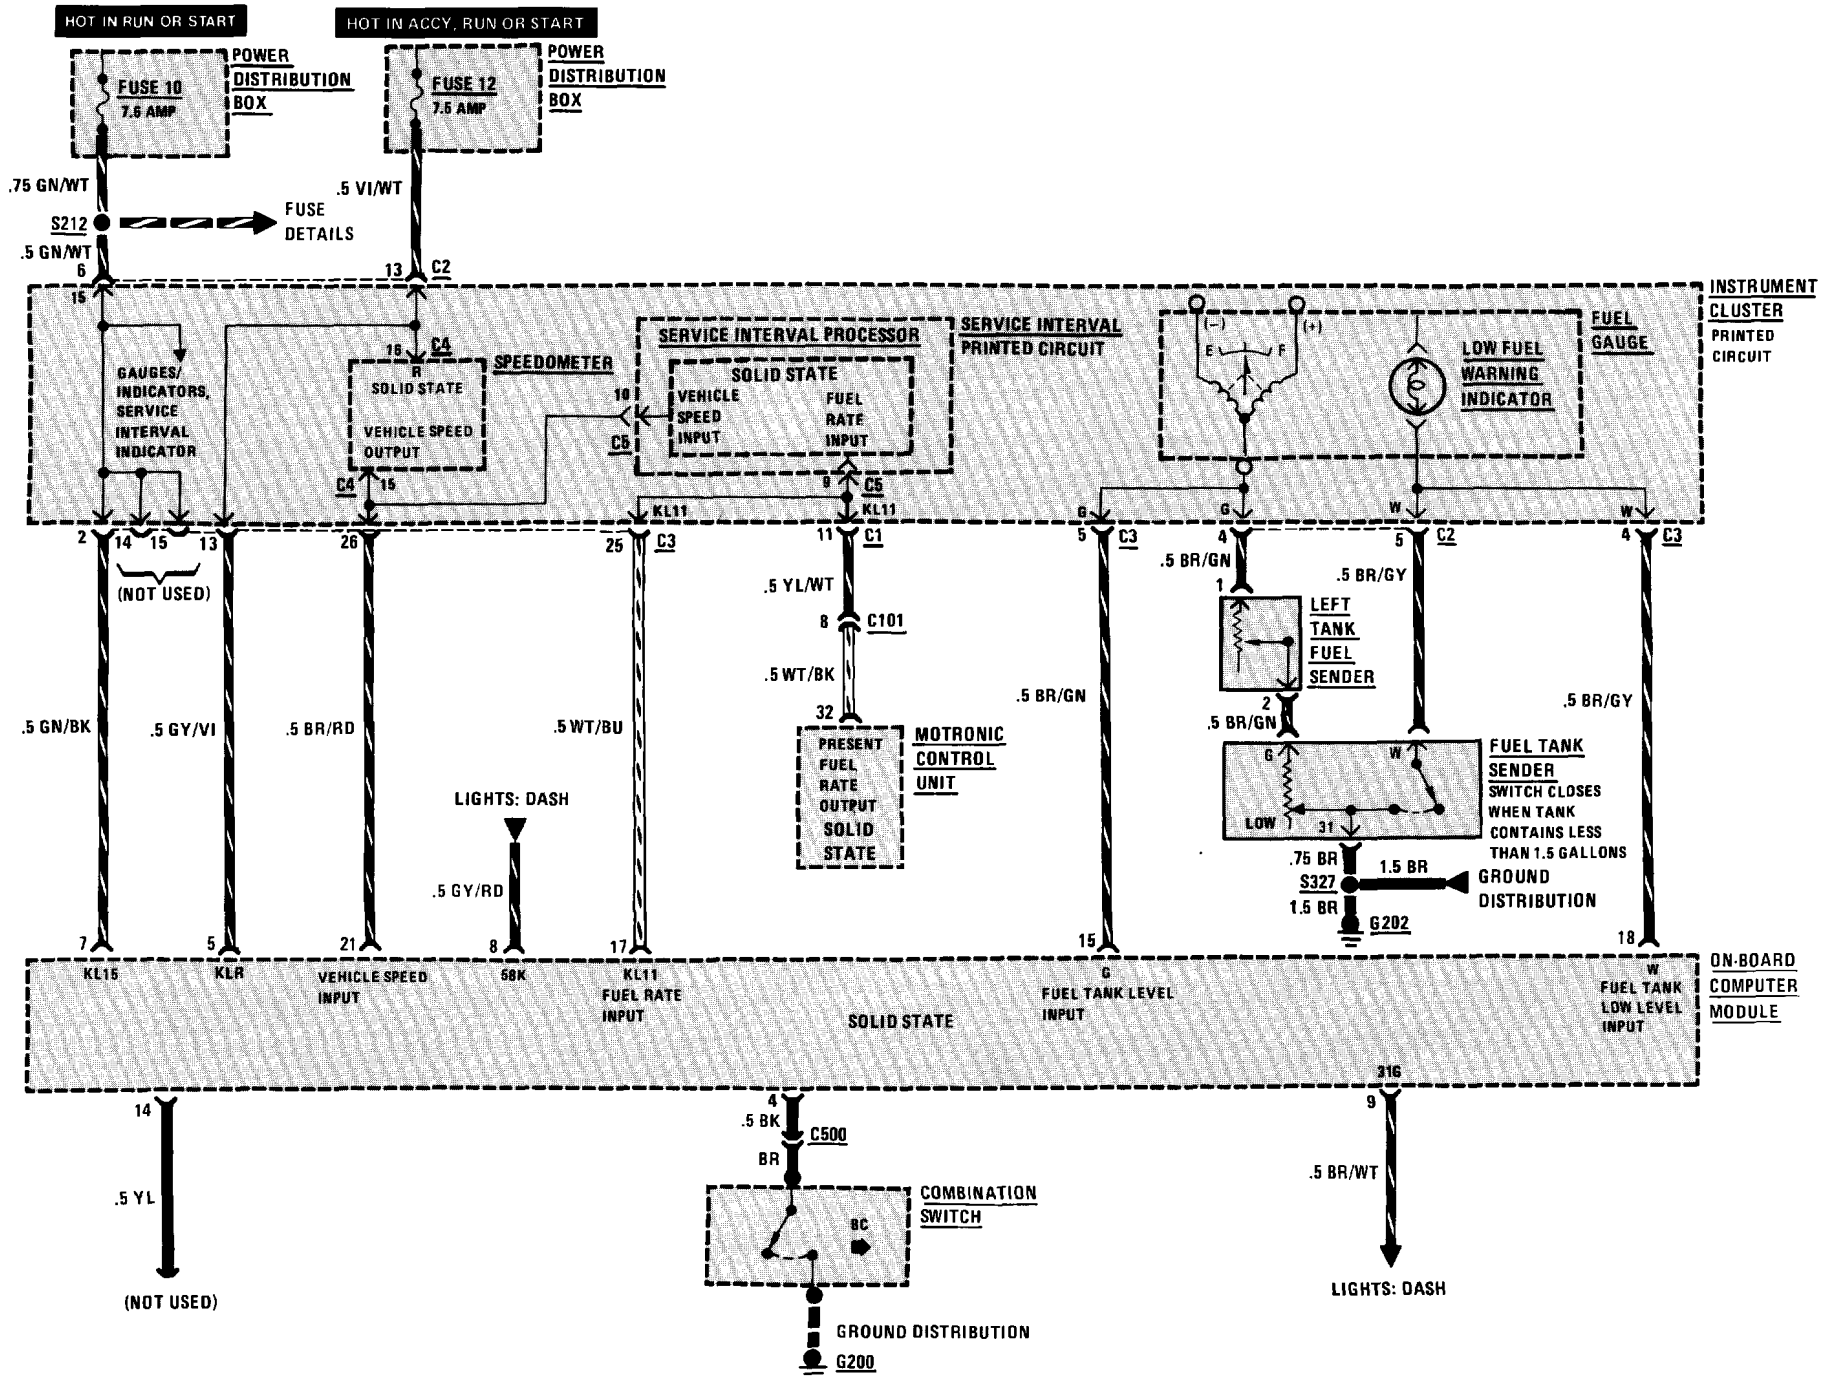 HOT IN RUN OR START
HOT IN ACCY, RUN OR START
POWER
DISTRIBUTION
BOX
FUSE 10
7.5 AMP
POWER
DISTRIBUTION
BOX
FUSE 12
7.5 AMP
.75 GN/WT
.5 VI/WT
S212
FUSE
DETAILS
.5 GN/WT
6
13
C2
15
INSTRUMENT
CLUSTER
PRINTED
CIRCUIT
GAUGES/
INDICATORS,
SERVICE
INTERVAL
INDICATOR
16
C4
SPEEDOMETER
R
SOLID STATE
VEHICLE SPEED
OUTPUT
C4
15
SERVICE INTERVAL PROCESSOR
SERVICE INTERVAL
PRINTED CIRCUIT
SOLID STATE
VEHICLE
SPEED
INPUT
FUEL
RATE
INPUT
10
C5
9
C5
KL11
KL11
(-)
(+)
E
F
FUEL
GAUGE
LOW FUEL
WARNING
INDICATOR
G
G
W
W
2
14
15
13
26
25
C3
11
C1
5
C3
4
5
C2
4
C3
(NOT USED)
.5 YL/WT
8
C101
.5 WT/BK
32
PRESENT
FUEL
RATE
OUTPUT
SOLID
STATE
MOTRONIC
CONTROL
UNIT
.5 BR/GN
.5 BR/GY
1
LEFT
TANK
FUEL
SENDER
2
.5 BR/GN
.5 GN/BK
.5 GY/VI
.5 BR/RD
.5 WT/BU
.5 BR/GN
.5 BR/GY
G
W
LOW
31
FUEL TANK
SENDER
SWITCH CLOSES
WHEN TANK
CONTAINS LESS
THAN 1.5 GALLONS
LIGHTS: DASH
.5 GY/RD
.75 BR
S327
1.5 BR
1.5 BR
GROUND
DISTRIBUTION
G202
7
5
21
8
17
15
18
KL15
KLR
VEHICLE SPEED
INPUT
58K
KL11
FUEL RATE
INPUT
G
FUEL TANK LEVEL
INPUT
W
FUEL TANK
LOW LEVEL
INPUT
SOLID STATE
31G
ON-BOARD
COMPUTER
MODULE
14
4
9
.5 YL
(NOT USED)
.5 BK
C500
BR
COMBINATION
SWITCH
BC
GROUND DISTRIBUTION
G200
.5 BR/WT
LIGHTS: DASH